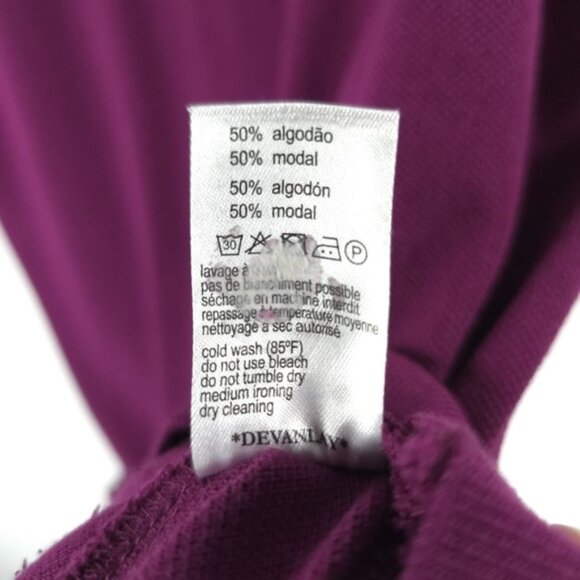 50% algodão
50% modal
50% algodón
50% modal
30 P
lavage à
pas de blanchiment possible
séchage en machine interdit
repassage à température moyenne
nettoyage a sec autorisé
cold wash (85ºF)
do not use bleach
do not tumble dry
medium ironing
dry cleaning
*DEVANLAY*